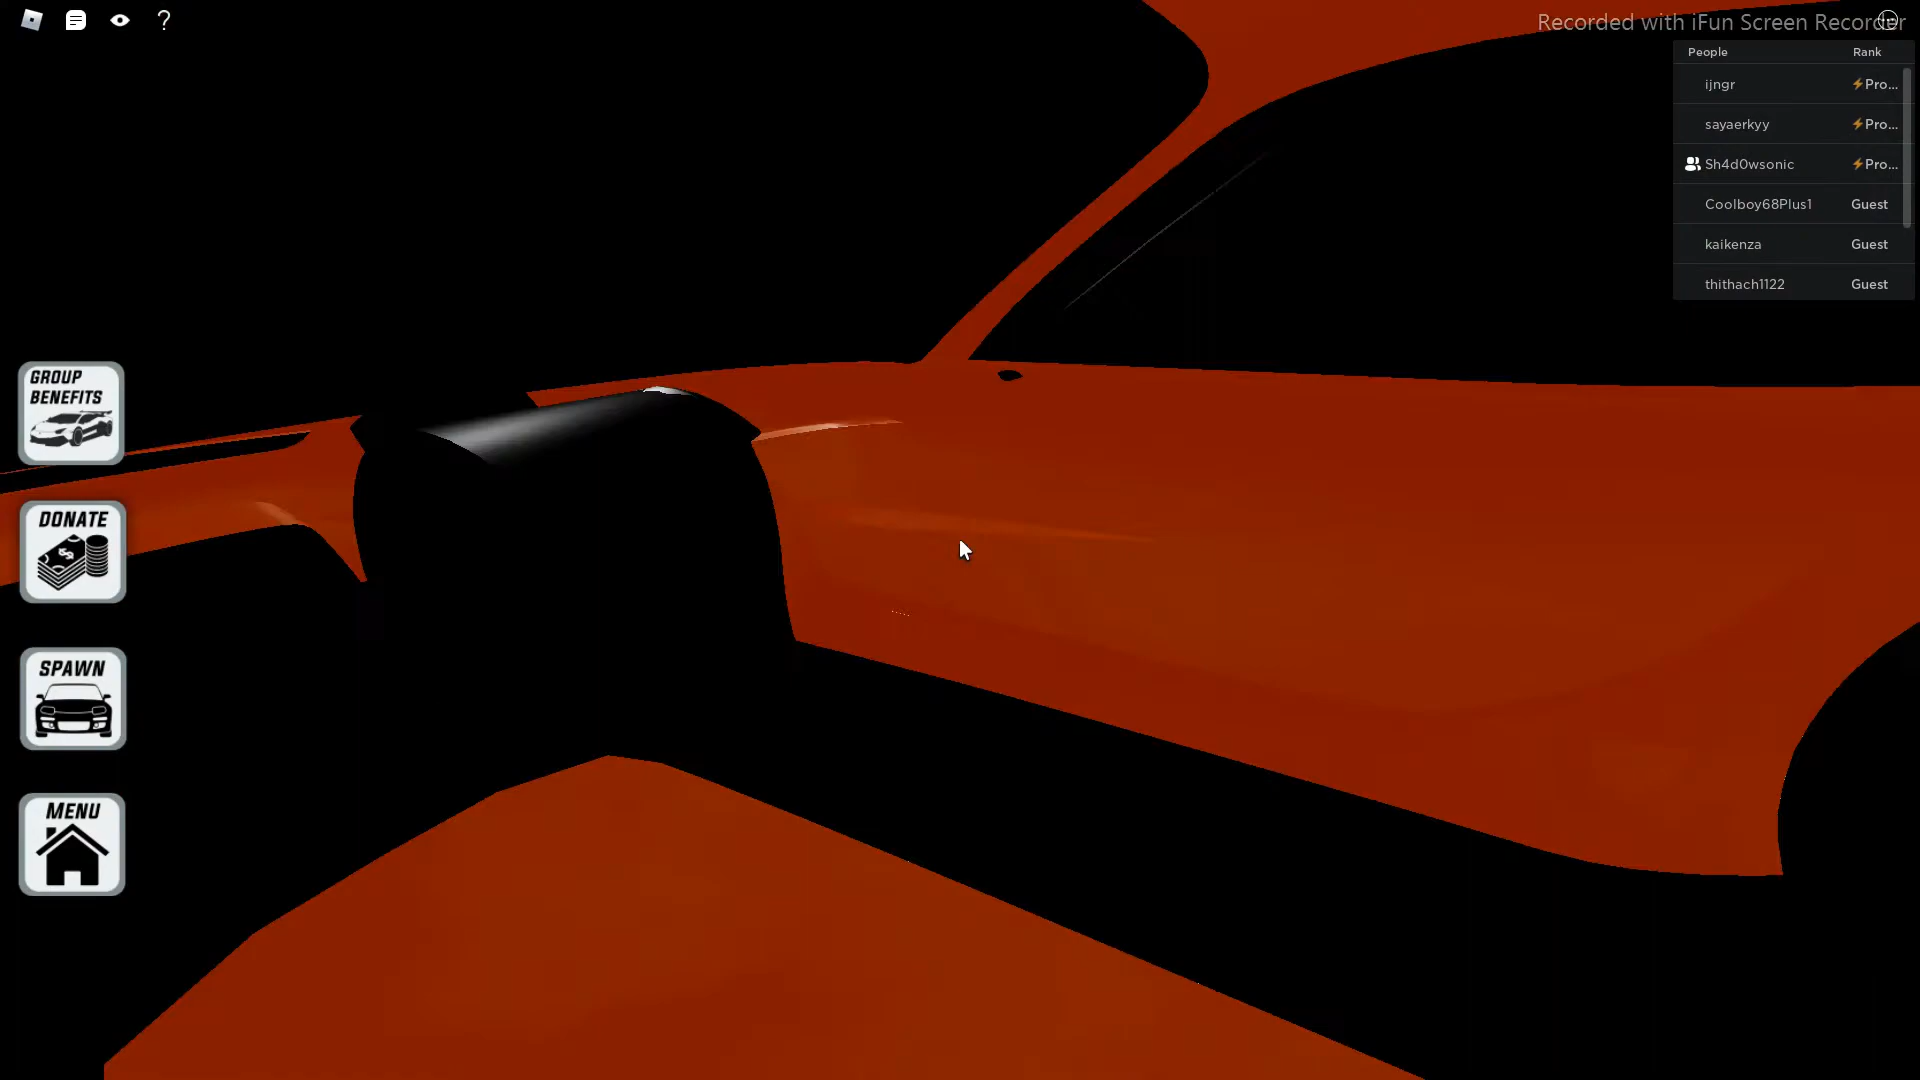 ?
Recorded with iFun Screen Recorder
People Rank
ijngr ⚡Pro...
sayaerkyy ⚡Pro...
Sh4d0wsonic ⚡Pro...
Coolboy68Plus1 Guest
kaikenza Guest
thithach1122 Guest
GROUP
BENEFITS
DONATE
SPAWN
MENU